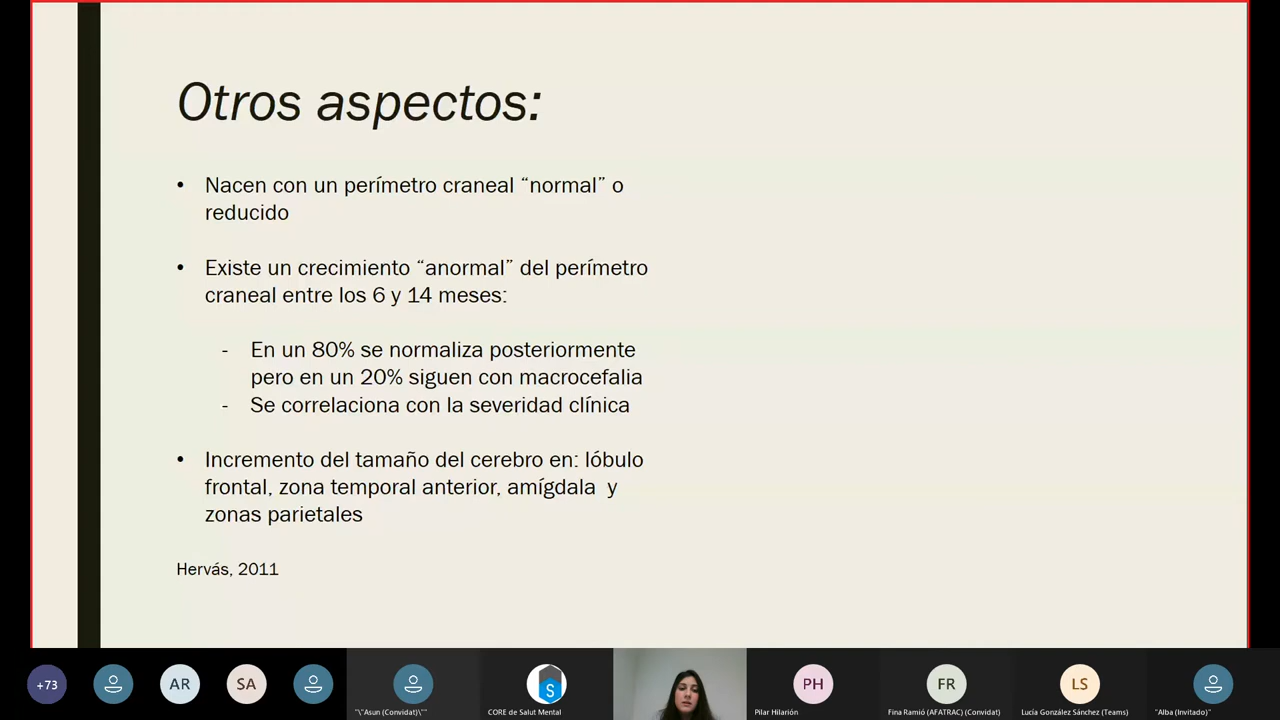 Otros aspectos:
• Nacen con un perímetro craneal “normal” o
reducido
• Existe un crecimiento “anormal” del perímetro
craneal entre los 6 y 14 meses:
- En un 80% se normaliza posteriormente
pero en un 20% siguen con macrocefalia
- Se correlaciona con la severidad clínica
• Incremento del tamaño del cerebro en: lóbulo
frontal, zona temporal anterior, amígdala y
zonas parietales
Hervás, 2011
+73
AR
SA
S
PH
FR
LS
"\"Asun (Convidat)\""
CORE de Salut Mental
Pilar Hilarión
Fina Ramió (AFATRAC) (Convidat)
Lucía González Sánchez (Teams)
"Alba (Invitado)"